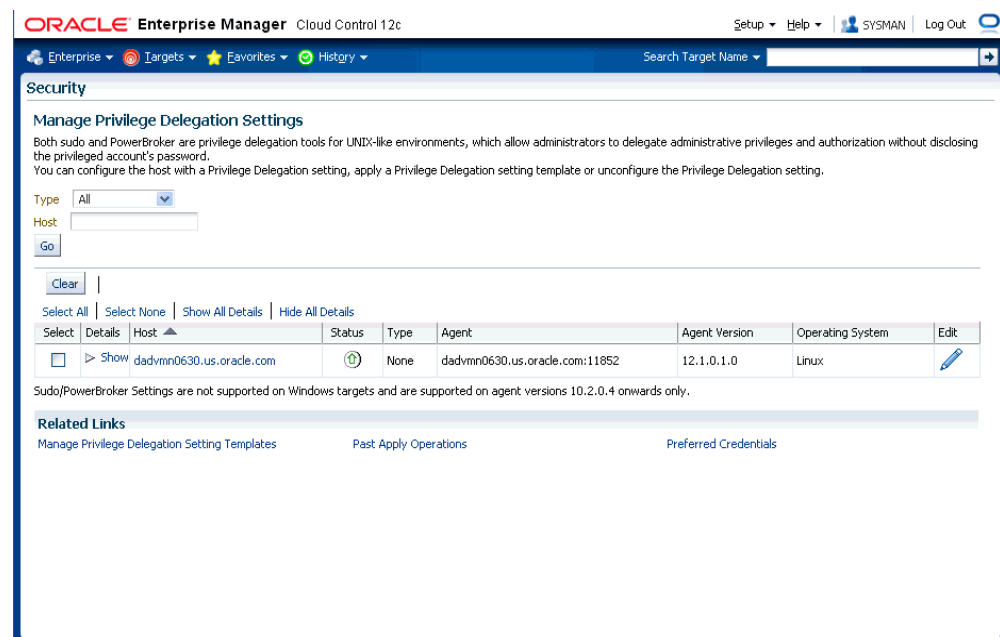 ORACLE Enterprise Manager Cloud Control 12c
Setup Help SYSMAN Log Out
Enterprise Targets Favorites History Search Target Name
Security
Manage Privilege Delegation Settings
Both sudo and PowerBroker are privilege delegation tools for UNIX-like environments, which allow administrators to delegate administrative privileges and authorization without disclosing
the privileged account's password.
You can configure the host with a Privilege Delegation setting, apply a Privilege Delegation setting template or unconfigure the Privilege Delegation setting.
Type All
Host
Go
Clear
Select All Select None Show All Details Hide All Details
Select Details Host Status Type Agent Agent Version Operating System Edit
Show dadvmn0630.us.oracle.com None dadvmn0630.us.oracle.com:11852 12.1.0.1.0 Linux
Sudo/PowerBroker Settings are not supported on Windows targets and are supported on agent versions 10.2.0.4 onwards only.
Related Links
Manage Privilege Delegation Setting Templates Past Apply Operations Preferred Credentials